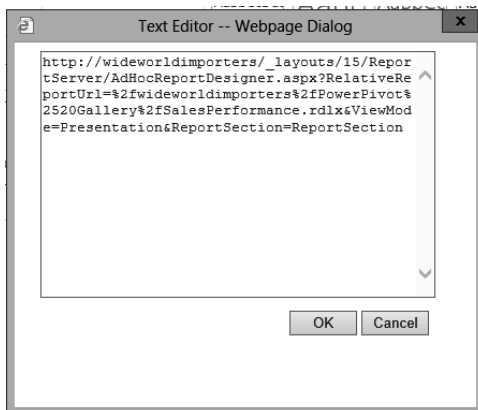 Text Editor -- Webpage Dialog
x
http://wideworldimporters/_layouts/15/Repor
tServer/AdHocReportDesigner.aspx?RelativeRe
portUrl=%2fwideworldimporters%2fPowerPivot%
2520Gallery%2fSalesPerformance.rdlx&ViewMod
e=Presentation&ReportSection=ReportSection
OK Cancel